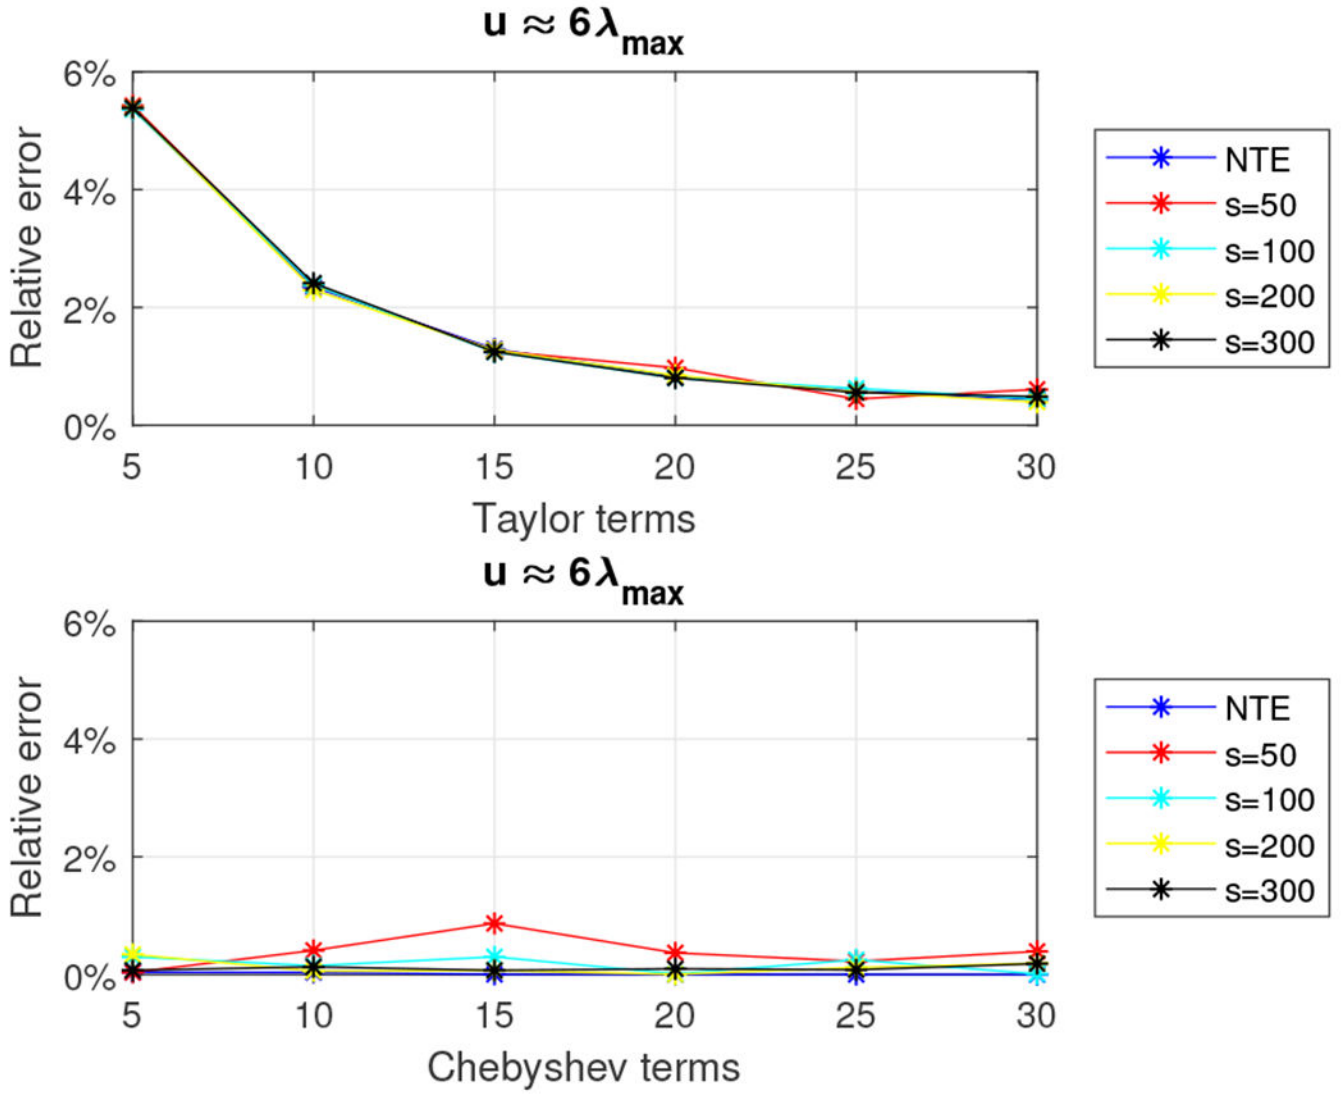 u ≈ 6λmax
6%
4%
2%
0%
Relative error
5 10 15 20 25 30
Taylor terms
NTE
s=50
s=100
s=200
s=300
u ≈ 6λmax
6%
4%
2%
0%
Relative error
5 10 15 20 25 30
Chebyshev terms
NTE
s=50
s=100
s=200
s=300